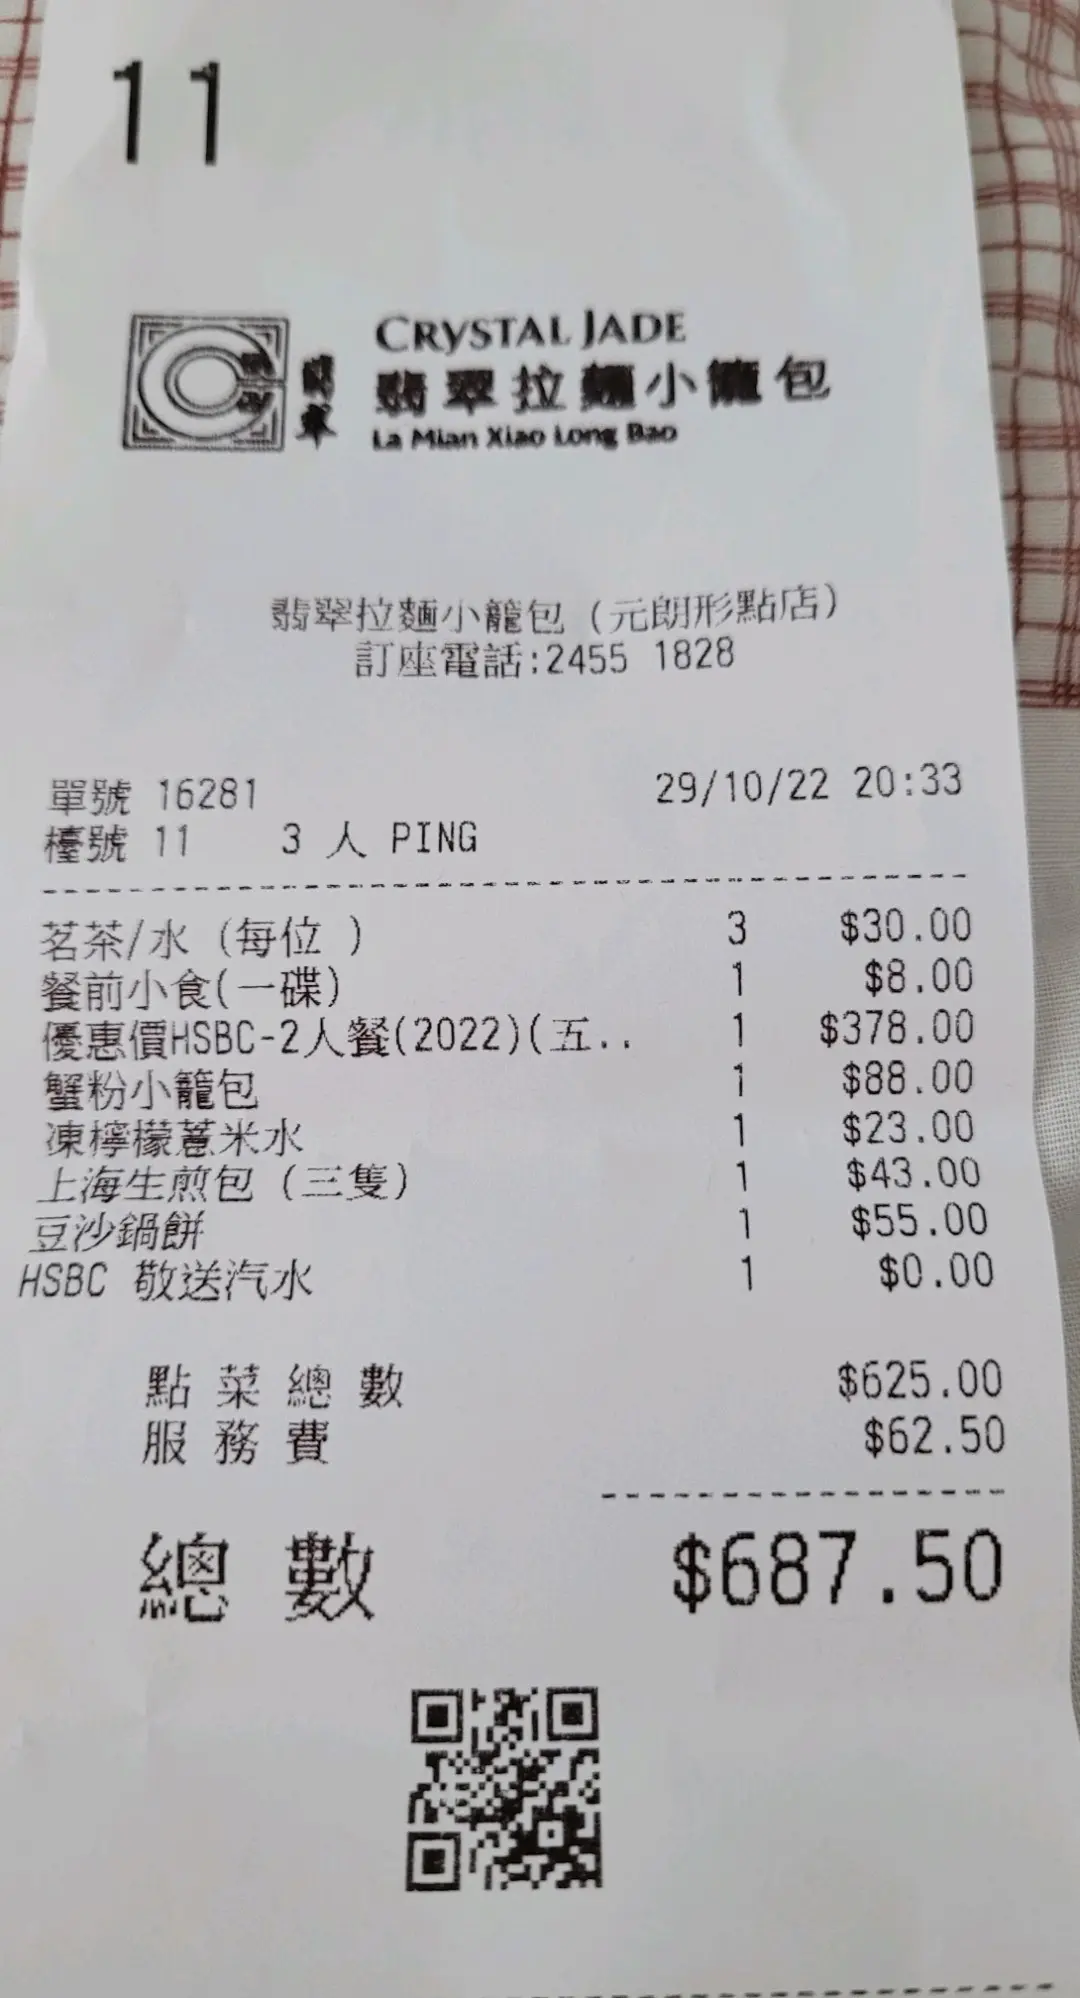 11
CRYSTAL JADE
翡翠
翡翠拉麵小籠包
La Mian Xiao Long Bao
翡翠拉麵小籠包 (元朗形點店)
訂座電話:2455 1828
單號 16281 29/10/22 20:33
檯號 11 3 人 PING
茗茶/水 (每位 ) 3 $30.00
餐前小食(一碟) 1 $8.00
優惠價HSBC-2人餐(2022)(五.. 1 $378.00
蟹粉小籠包 1 $88.00
凍檸檬薏米水 1 $23.00
上海生煎包 (三隻) 1 $43.00
豆沙鍋餅 1 $55.00
HSBC 敬送汽水 1 $0.00
點菜總數 $625.00
服務費 $62.50
總數 $687.50